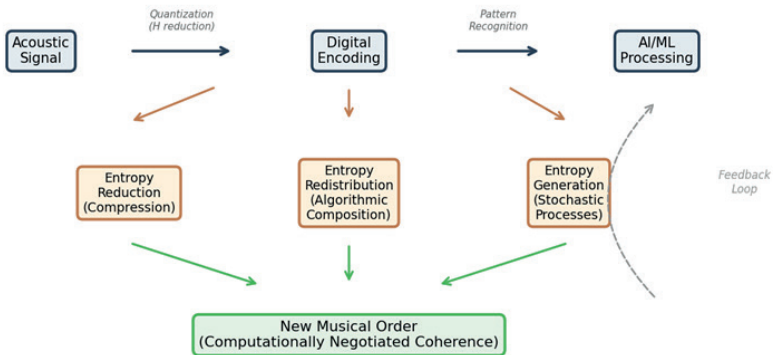 Quantization
(H reduction)
Pattern
Recognition
Acoustic
Signal
Digital
Encoding
AI/ML
Processing
Entropy
Reduction
(Compression)
Entropy
Redistribution
(Algorithmic
Composition)
Entropy
Generation
(Stochastic
Processes)
Feedback
Loop
New Musical Order
(Computationally Negotiated Coherence)